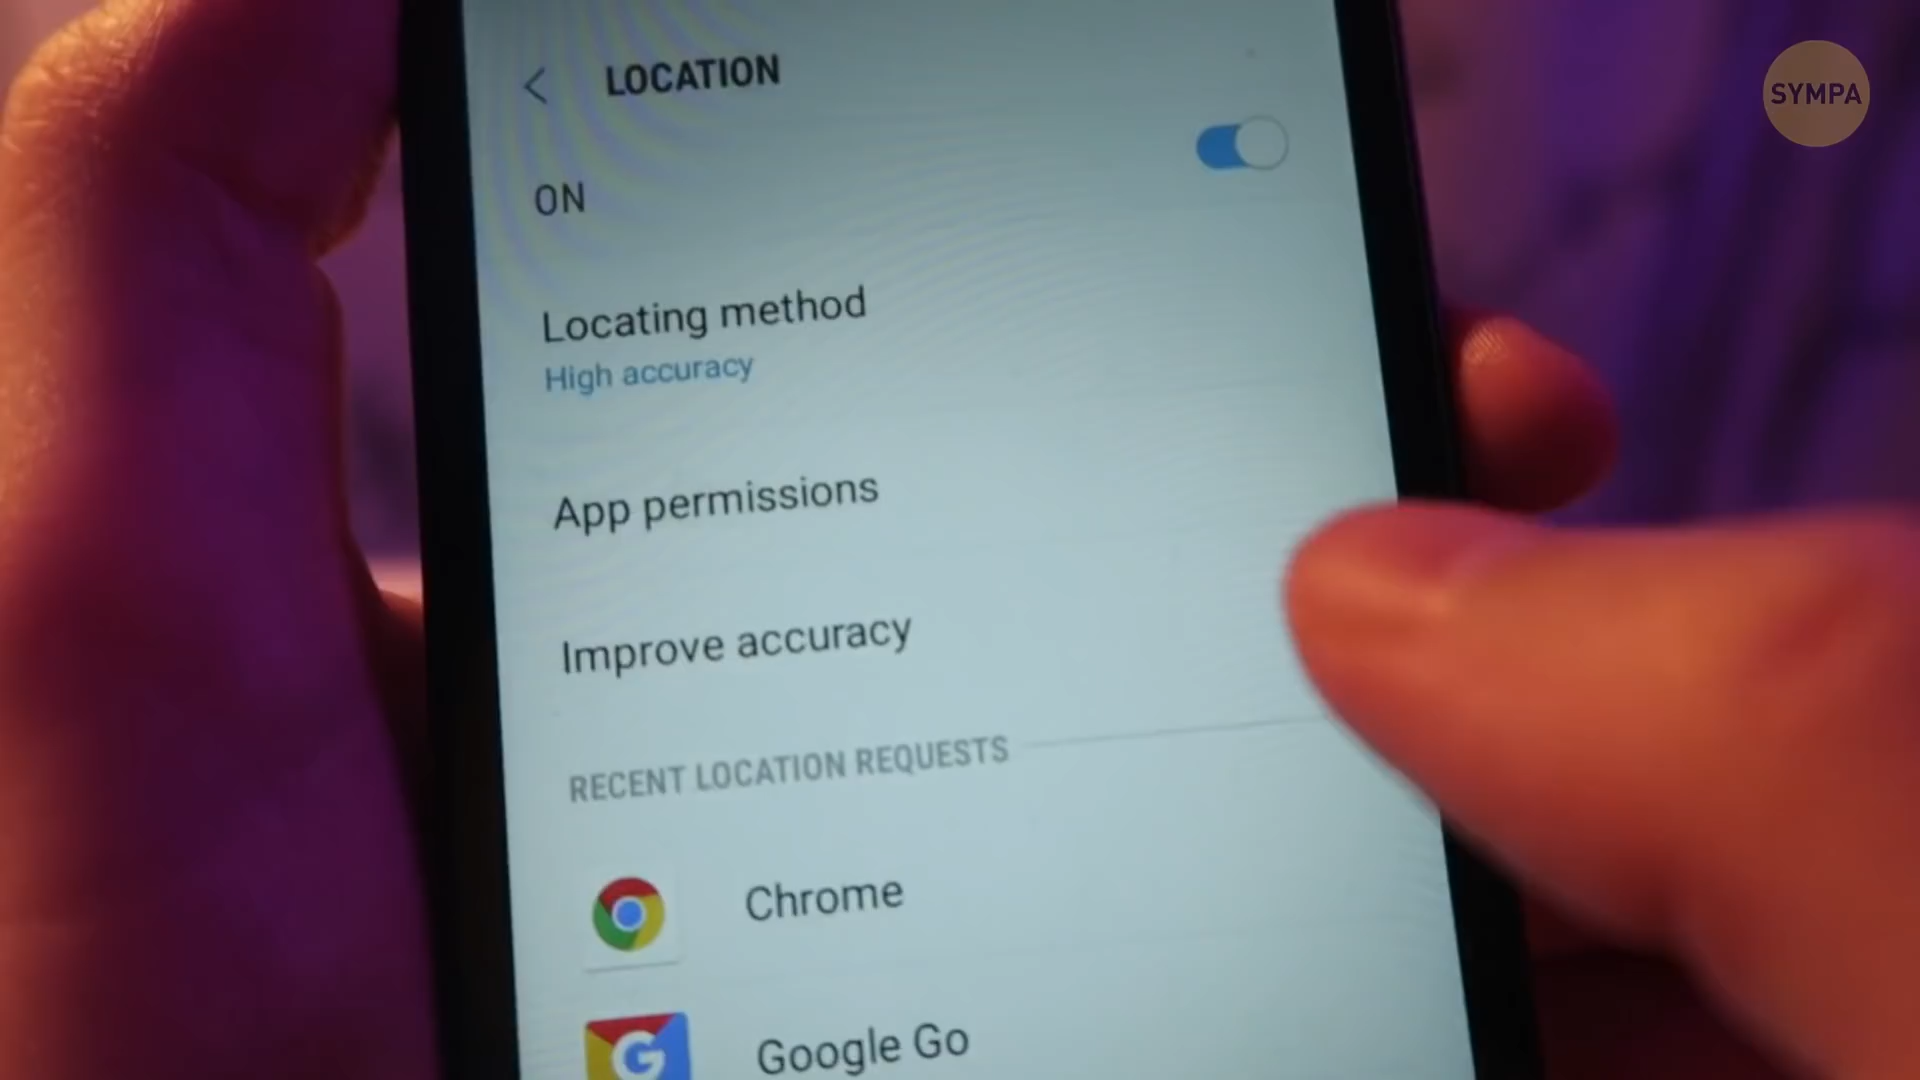 LOCATION
SYMPA
ON
Locating method
High accuracy
App permissions
Improve accuracy
RECENT LOCATION REQUESTS
Chrome
G
Google Go